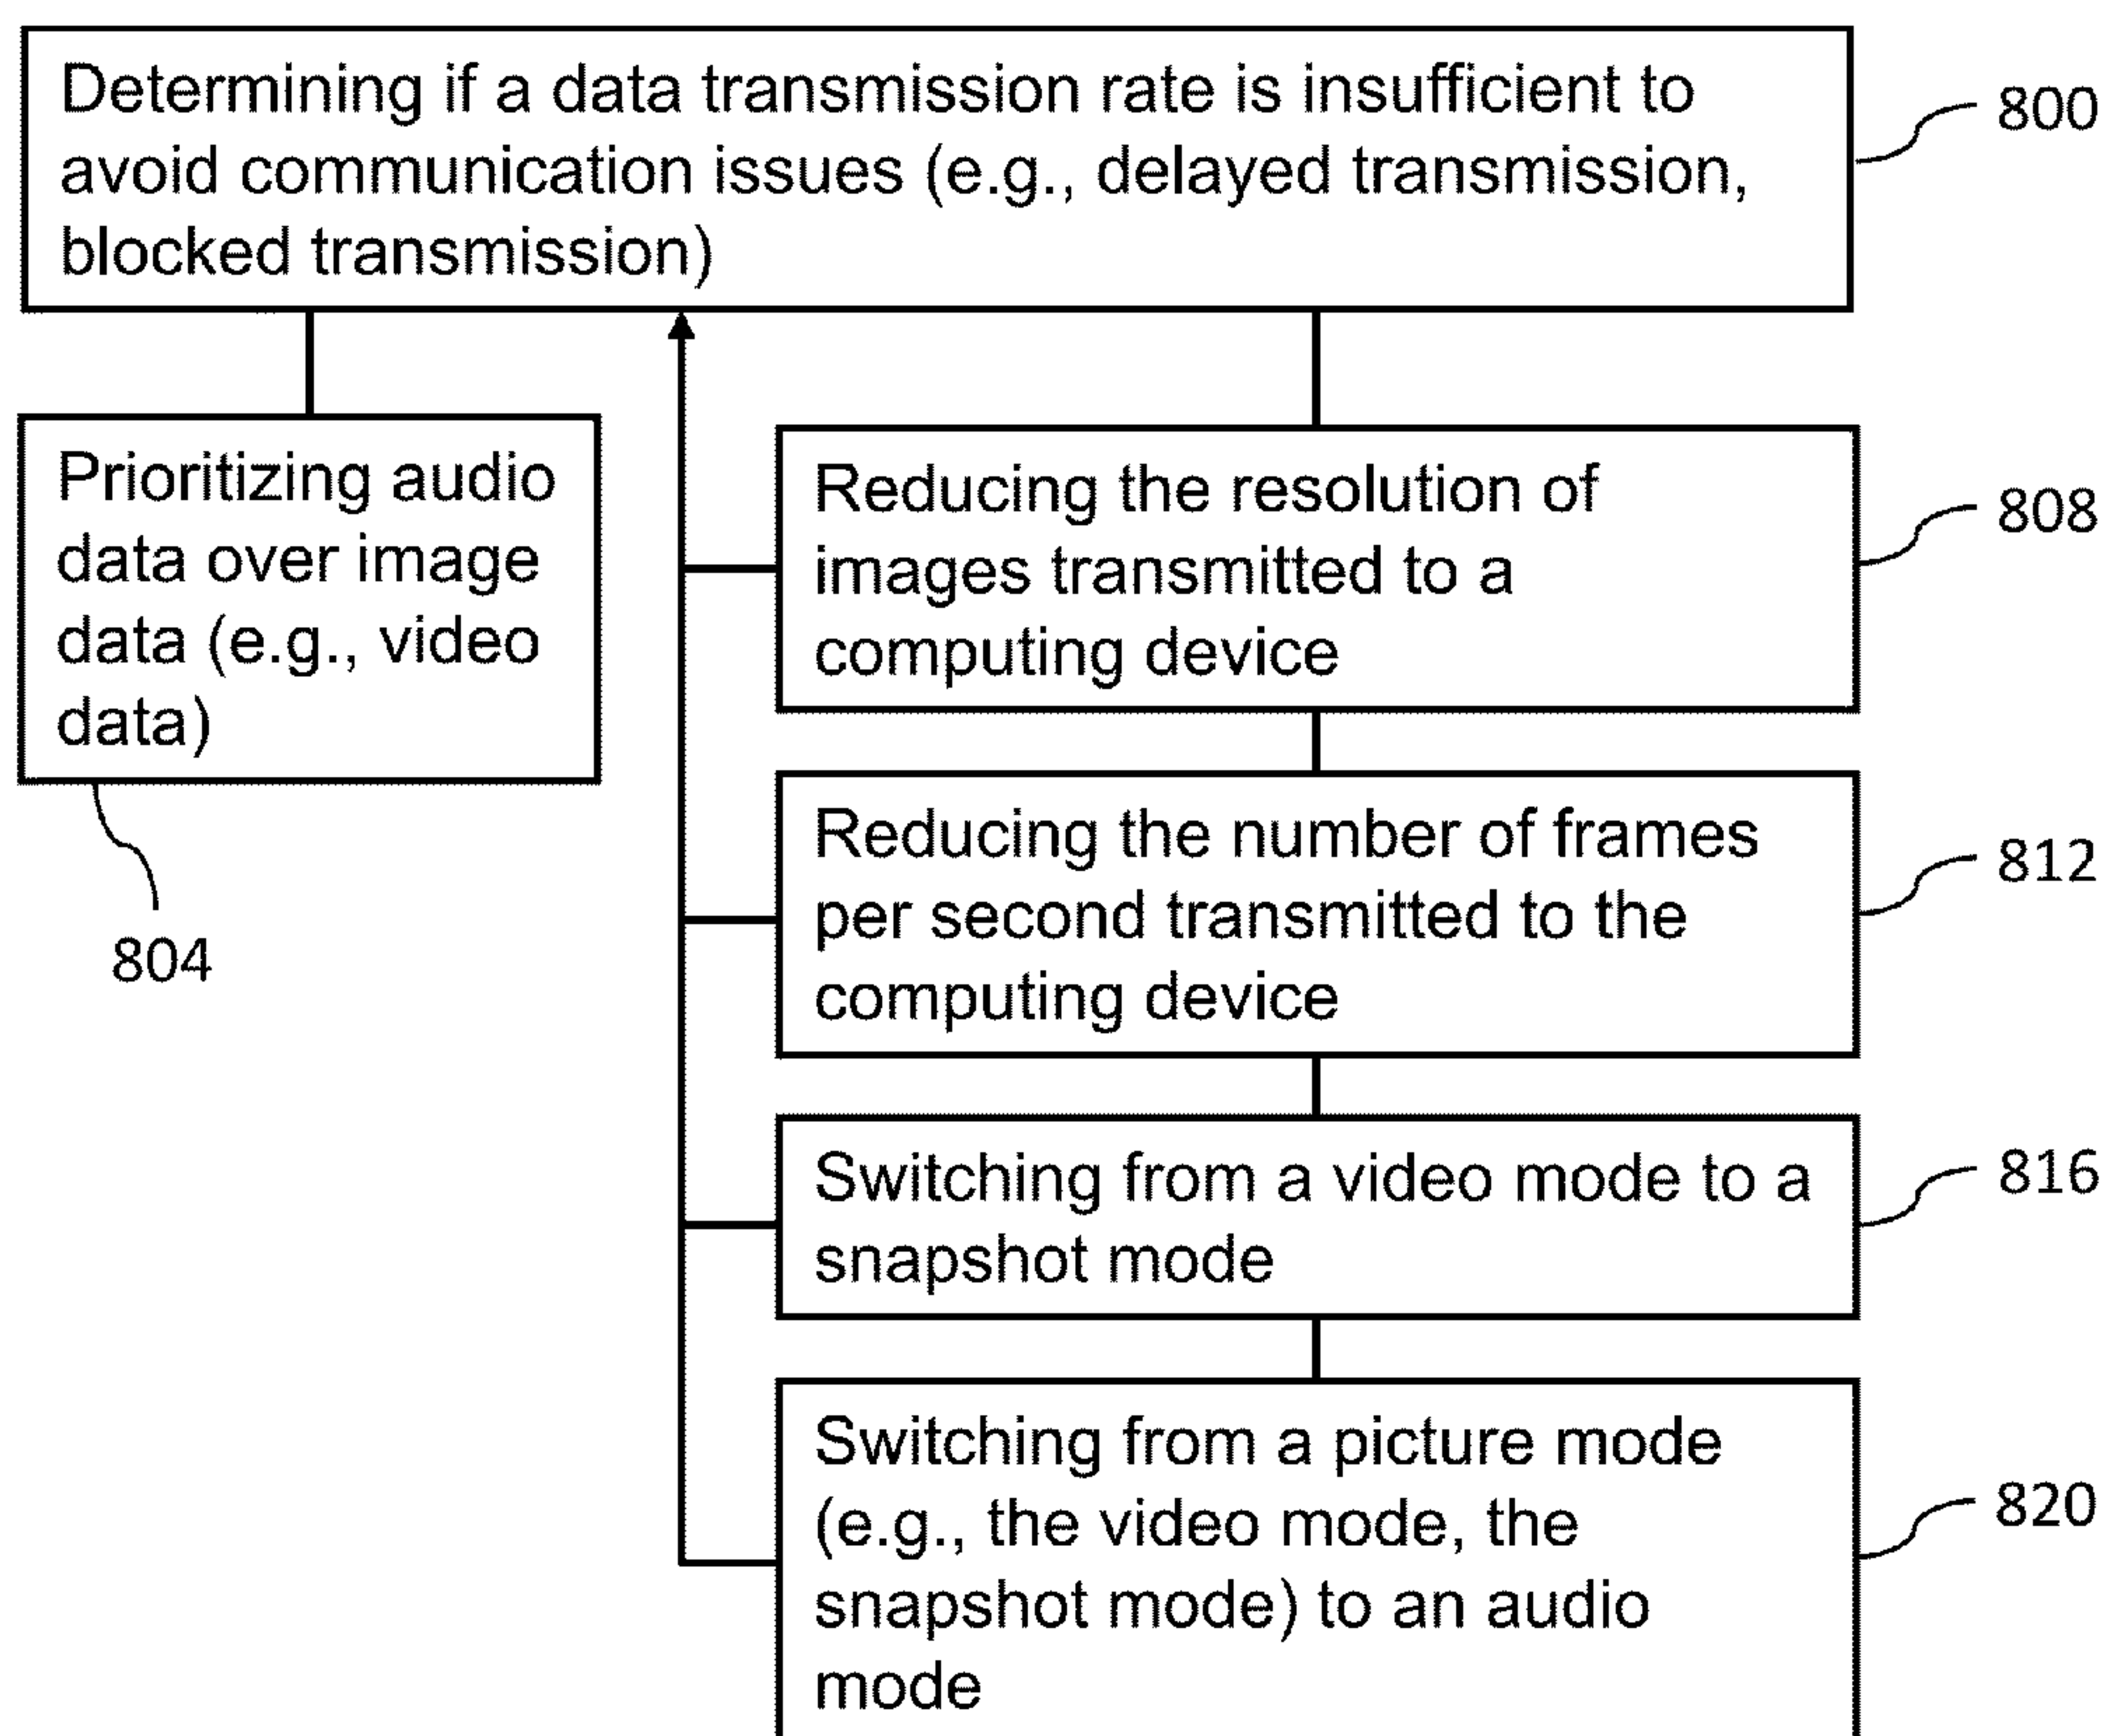 Determining if a data transmission rate is insufficient to
avoid communication issues (e.g., delayed transmission,
blocked transmission)
800
Prioritizing audio
data over image
data (e.g., video
data)
804
Reducing the resolution of
images transmitted to a
computing device
808
Reducing the number of frames
per second transmitted to the
computing device
812
Switching from a video mode to a
snapshot mode
816
Switching from a picture mode
(e.g., the video mode, the
snapshot mode) to an audio
mode
820